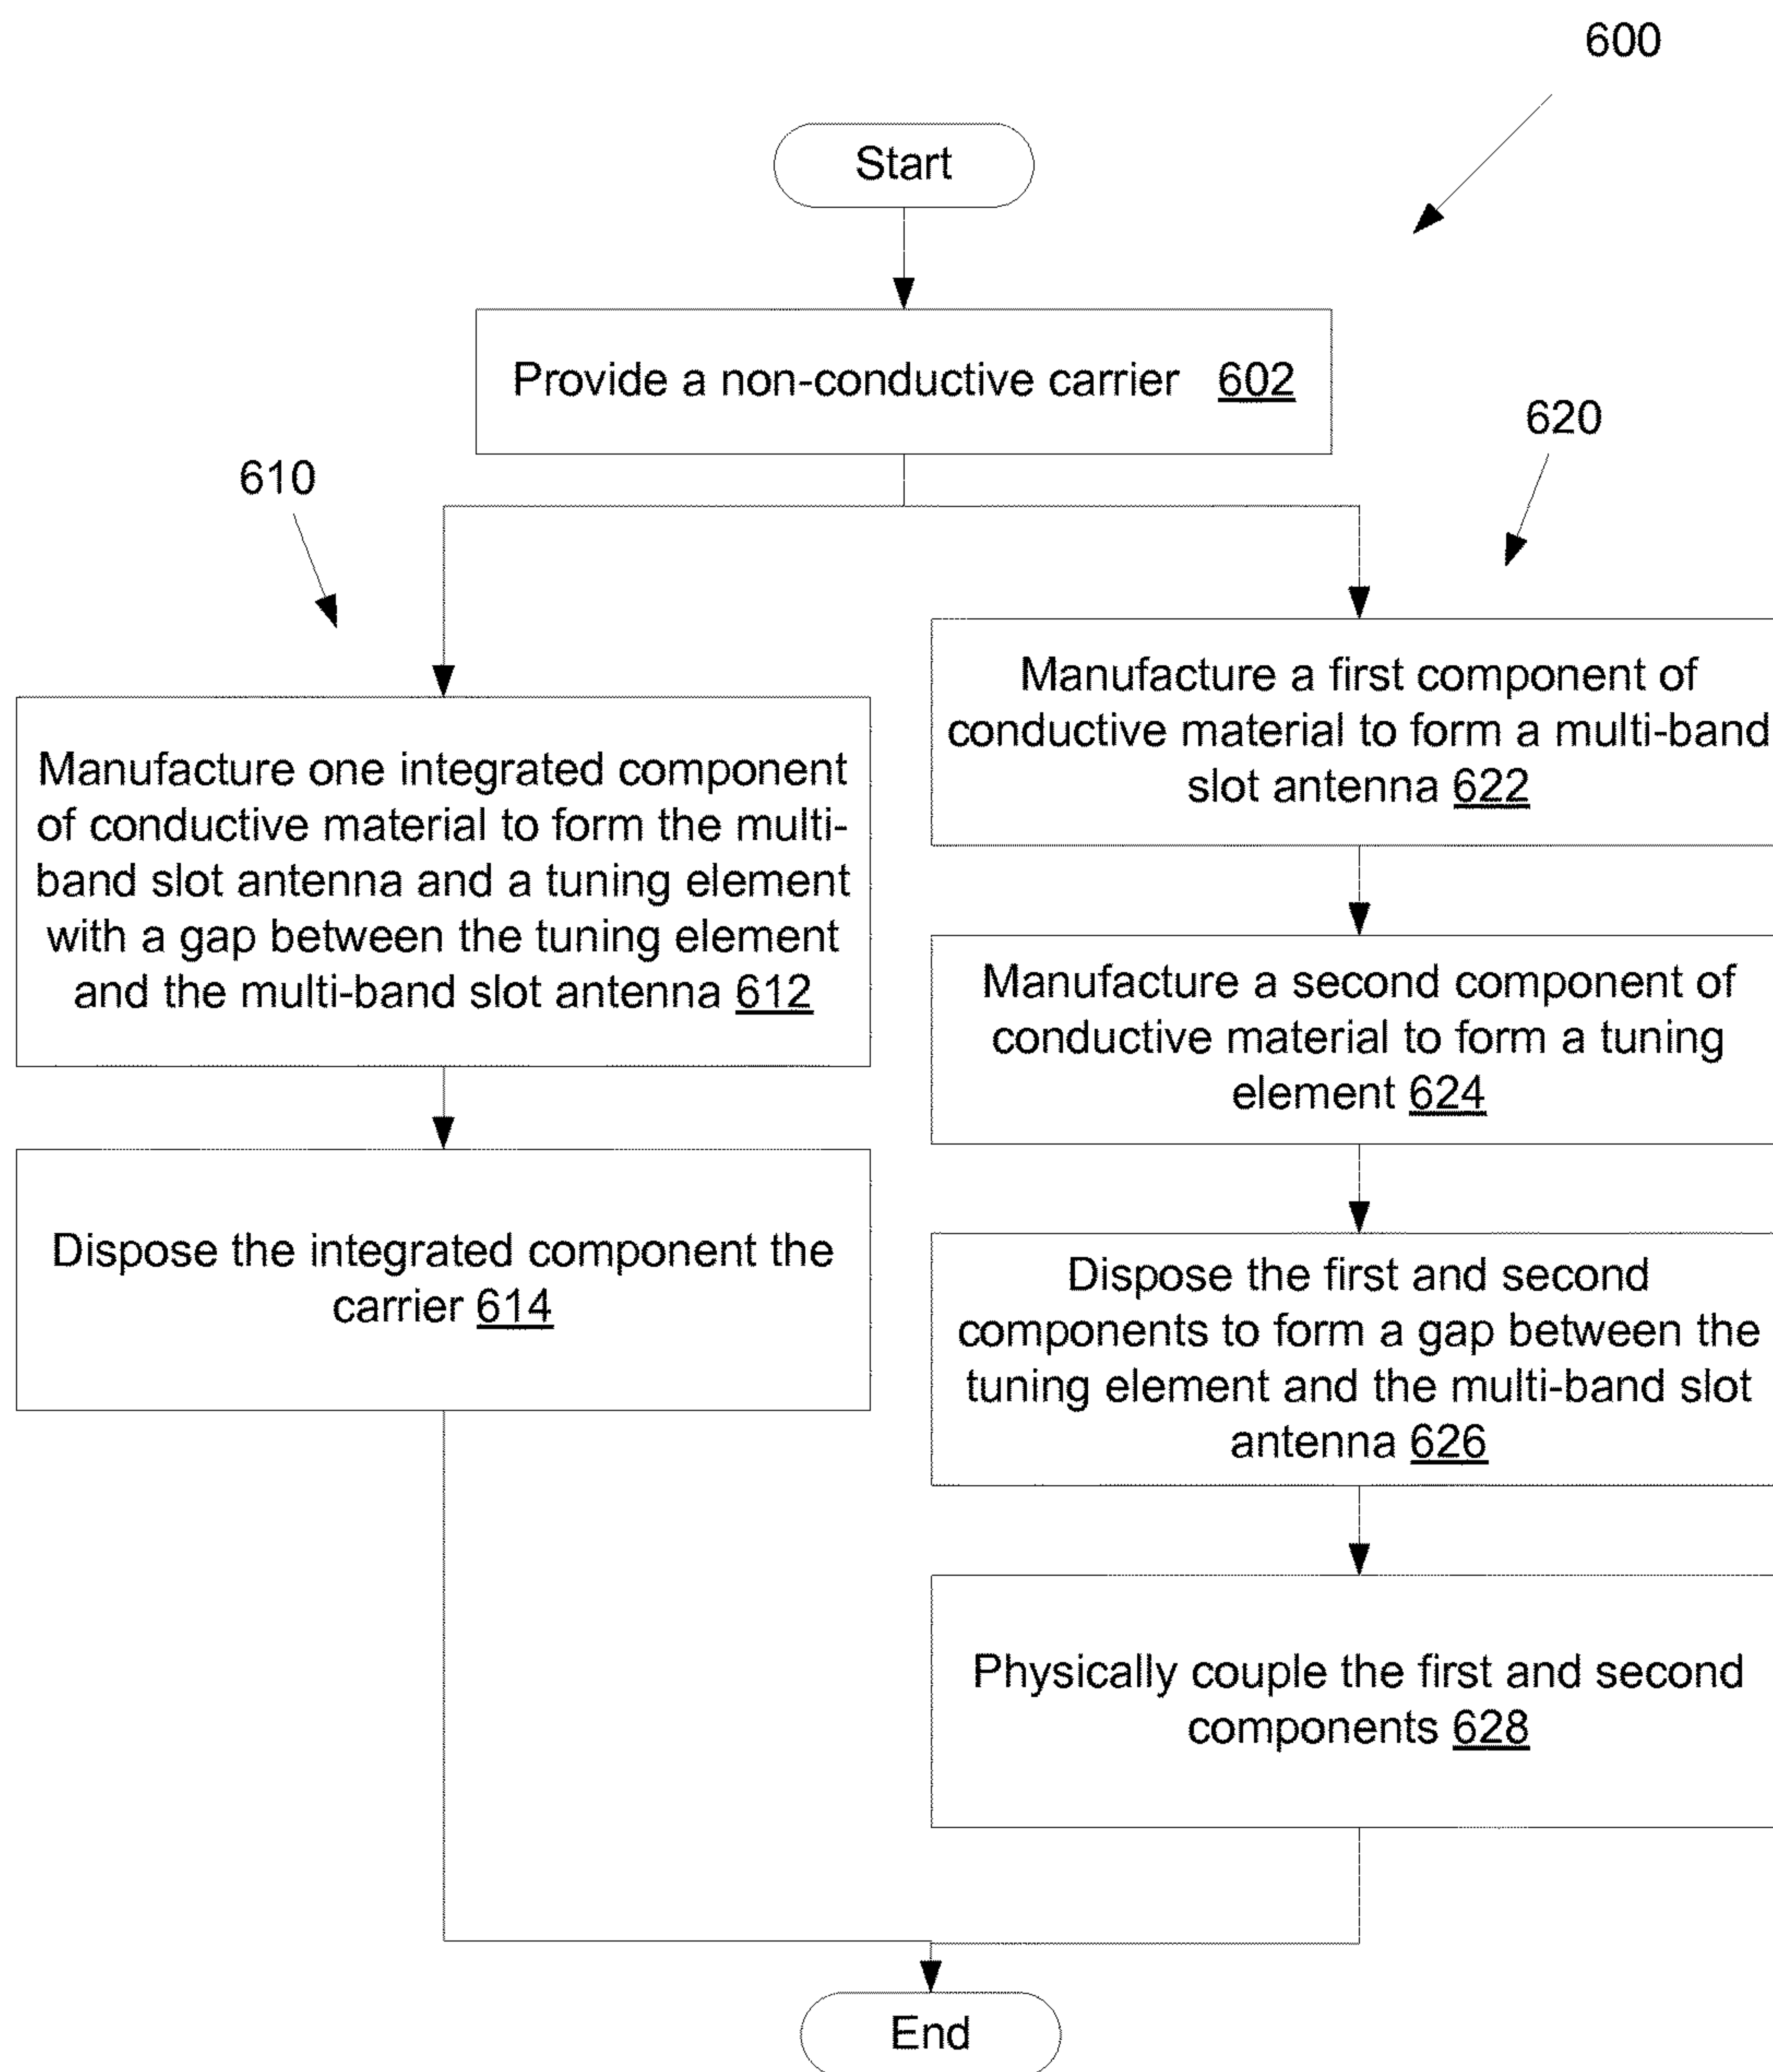 600
Start
Provide a non-conductive carrier 602
610
620
Manufacture one integrated component
of conductive material to form the multi-
band slot antenna and a tuning element
with a gap between the tuning element
and the multi-band slot antenna 612
Dispose the integrated component the
carrier 614
Manufacture a first component of
conductive material to form a multi-band
slot antenna 622
Manufacture a second component of
conductive material to form a tuning
element 624
Dispose the first and second
components to form a gap between the
tuning element and the multi-band slot
antenna 626
Physically couple the first and second
components 628
End